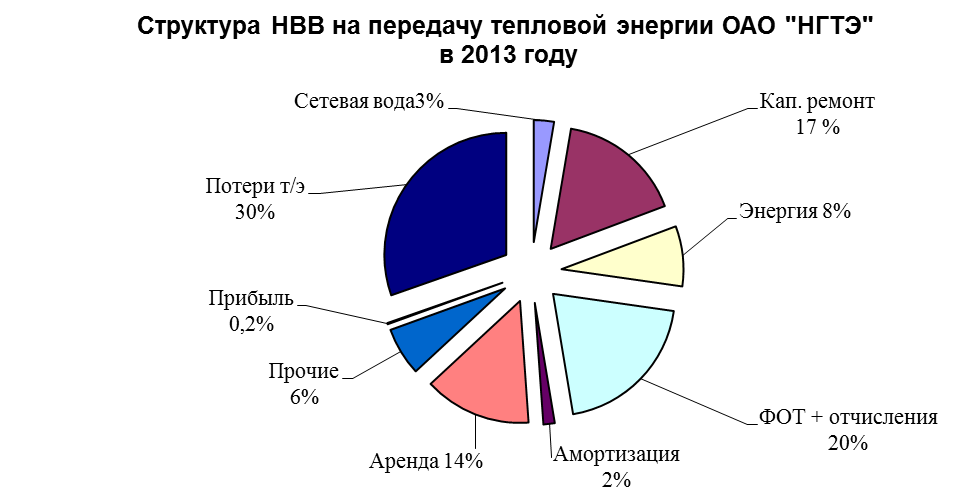 Структура НВВ на передачу тепловой энергии ОАО "НГТЭ"
в 2013 году
Сетевая вода3%
Кап. ремонт
17 %
Потери т/э
30%
Энергия 8%
Прибыль
0,2%
Прочие
6%
ФОТ + отчисления
20%
Аренда 14%
Амортизация
2%